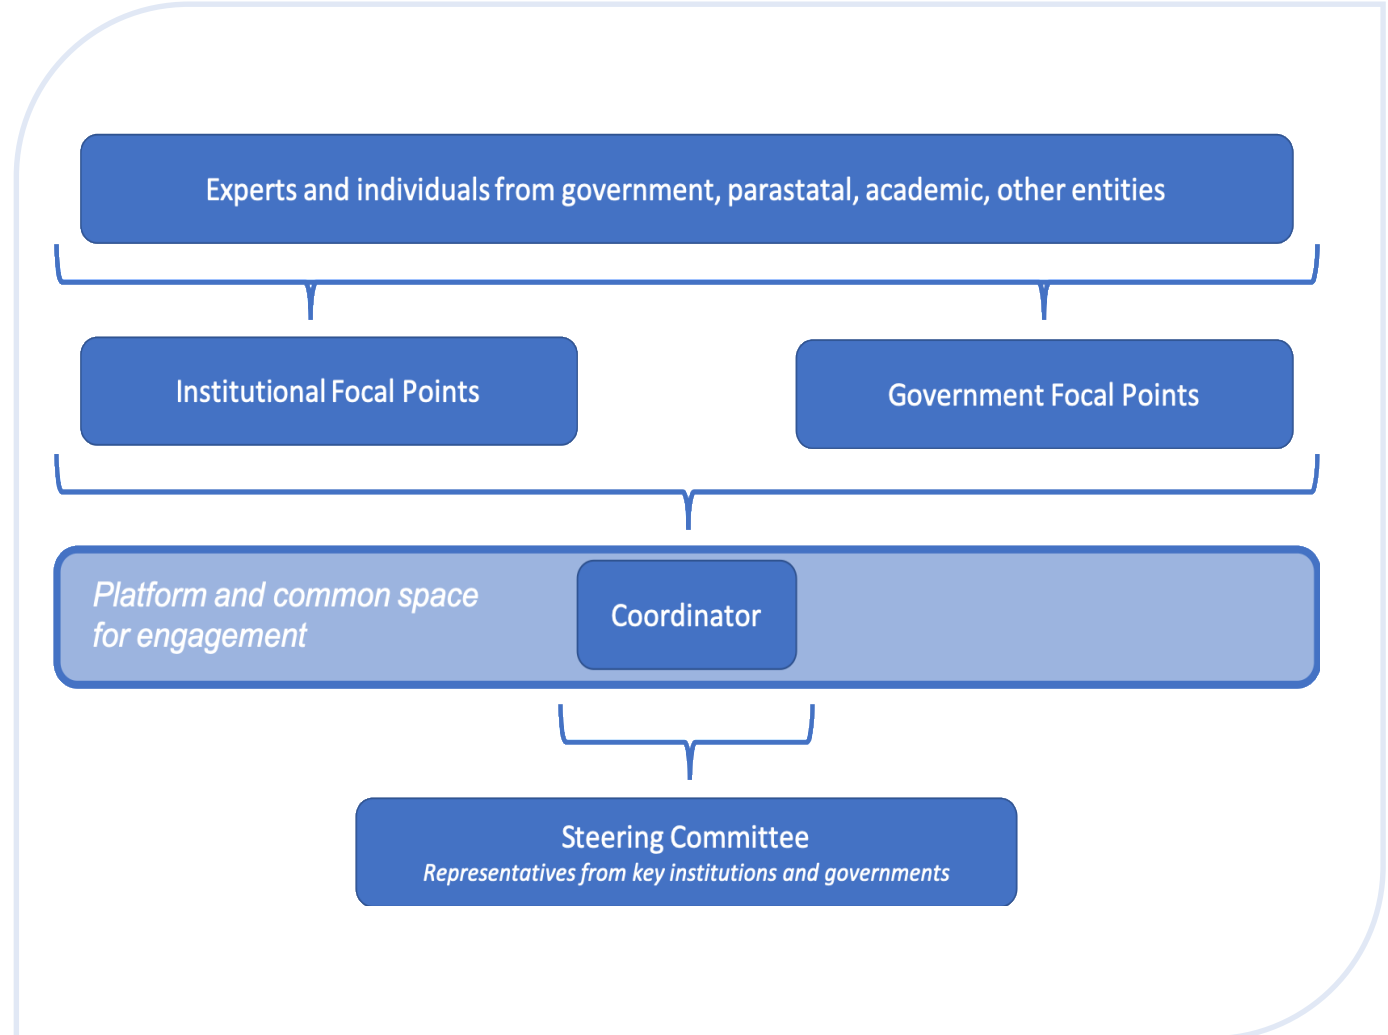 Experts and individuals from government, parastatal, academic, other entities
Institutional Focal Points
Government Focal Points
Platform and common space
for engagement
Coordinator
Steering Committee
Representatives from key institutions and governments